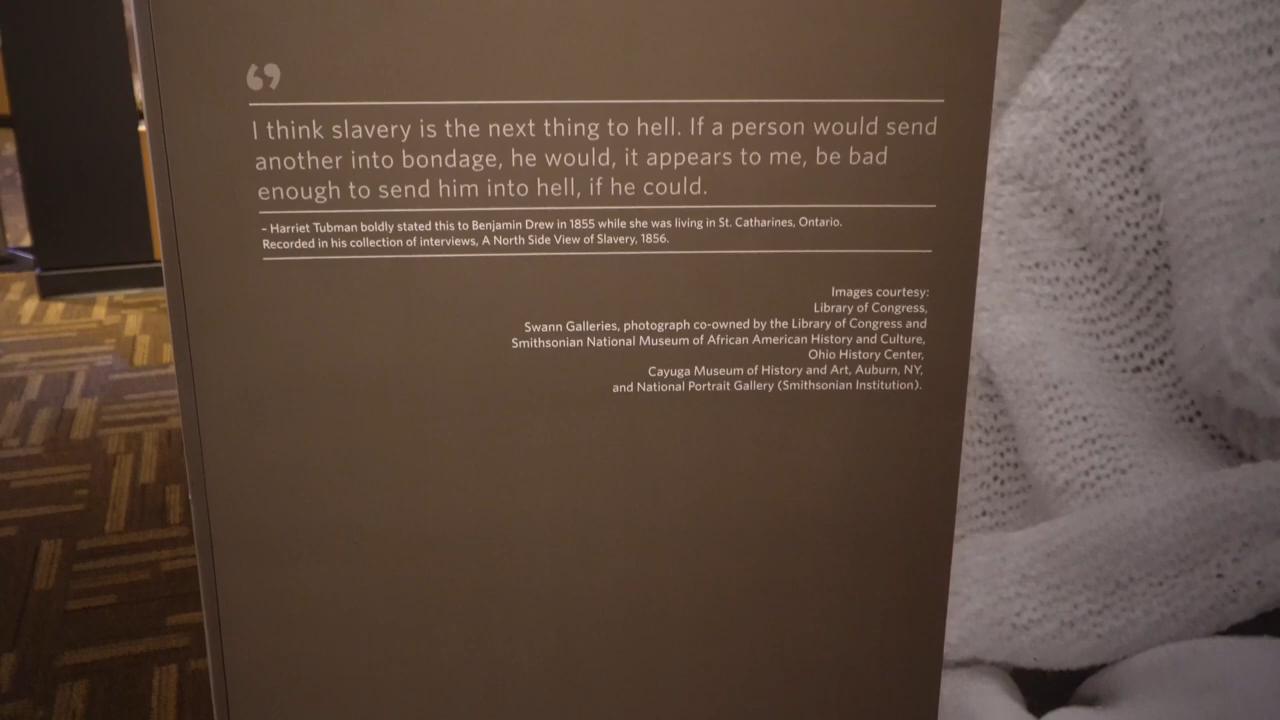 ❟
I think slavery is the next thing to hell. If a person would send
another into bondage, he would, it appears to me, be bad
enough to send him into hell, if he could.
– Harriet Tubman boldly stated this to Benjamin Drew in 1855 while she was living in St. Catharines, Ontario.
Recorded in his collection of interviews, A North Side View of Slavery, 1856.
Images courtesy:
Library of Congress,
Swann Galleries, photograph co-owned by the Library of Congress and
Smithsonian National Museum of African American History and Culture,
Ohio History Center,
Cayuga Museum of History and Art, Auburn, NY,
and National Portrait Gallery (Smithsonian Institution).